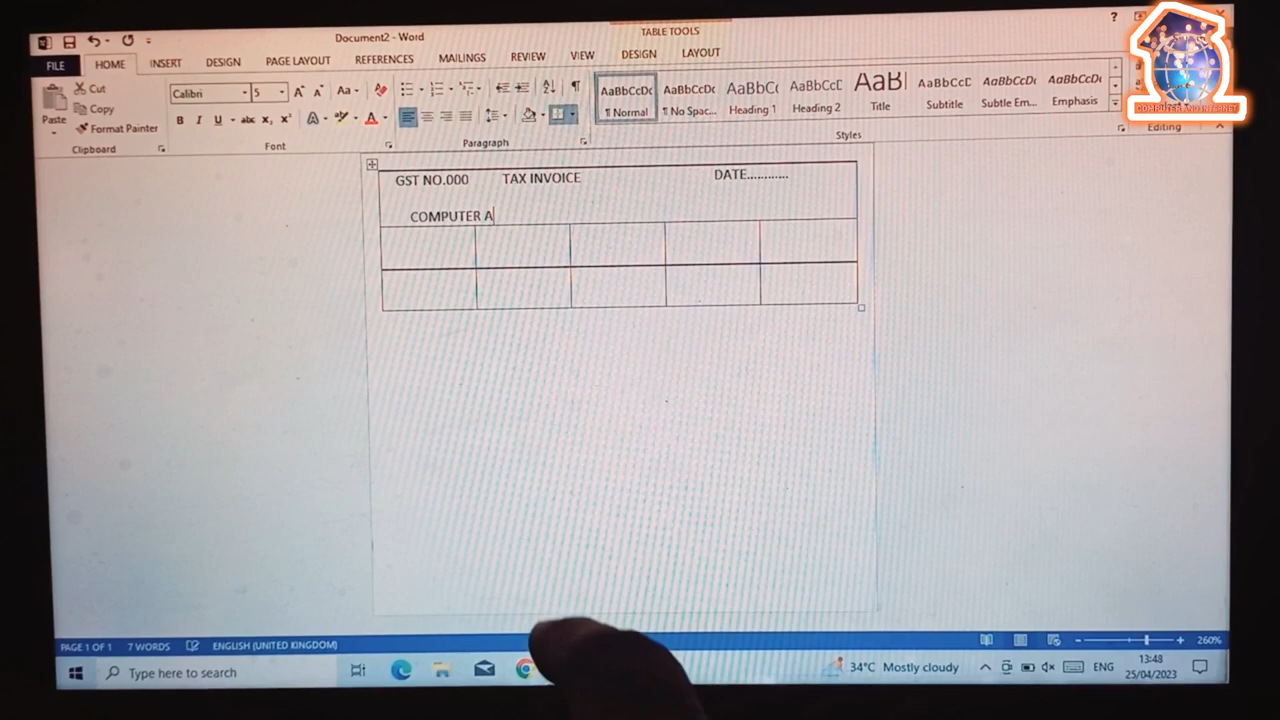 Document2 - Word
TABLE TOOLS
?
FILE
HOME
INSERT
DESIGN
PAGE LAYOUT
REFERENCES
MAILINGS
REVIEW
VIEW
DESIGN
LAYOUT
Paste
Cut
Copy
Format Painter
Clipboard
Calibri
5
Font
Paragraph
AaBbCcDc
¶ Normal
AaBbCcDc
¶ No Spac...
AaBbC
Heading 1
AaBbCcD
Heading 2
AaB
Title
AaBbCcD
Subtitle
AaBbCcDc
Subtle Em...
AaBbCcDc
Emphasis
Styles
Editing
COMPUTER AND INTERNET
GST NO.000 TAX INVOICE DATE............
COMPUTER A
PAGE 1 OF 1 7 WORDS ENGLISH (UNITED KINGDOM) 260%
Type here to search
34°C Mostly cloudy
ENG
13:48
25/04/2023